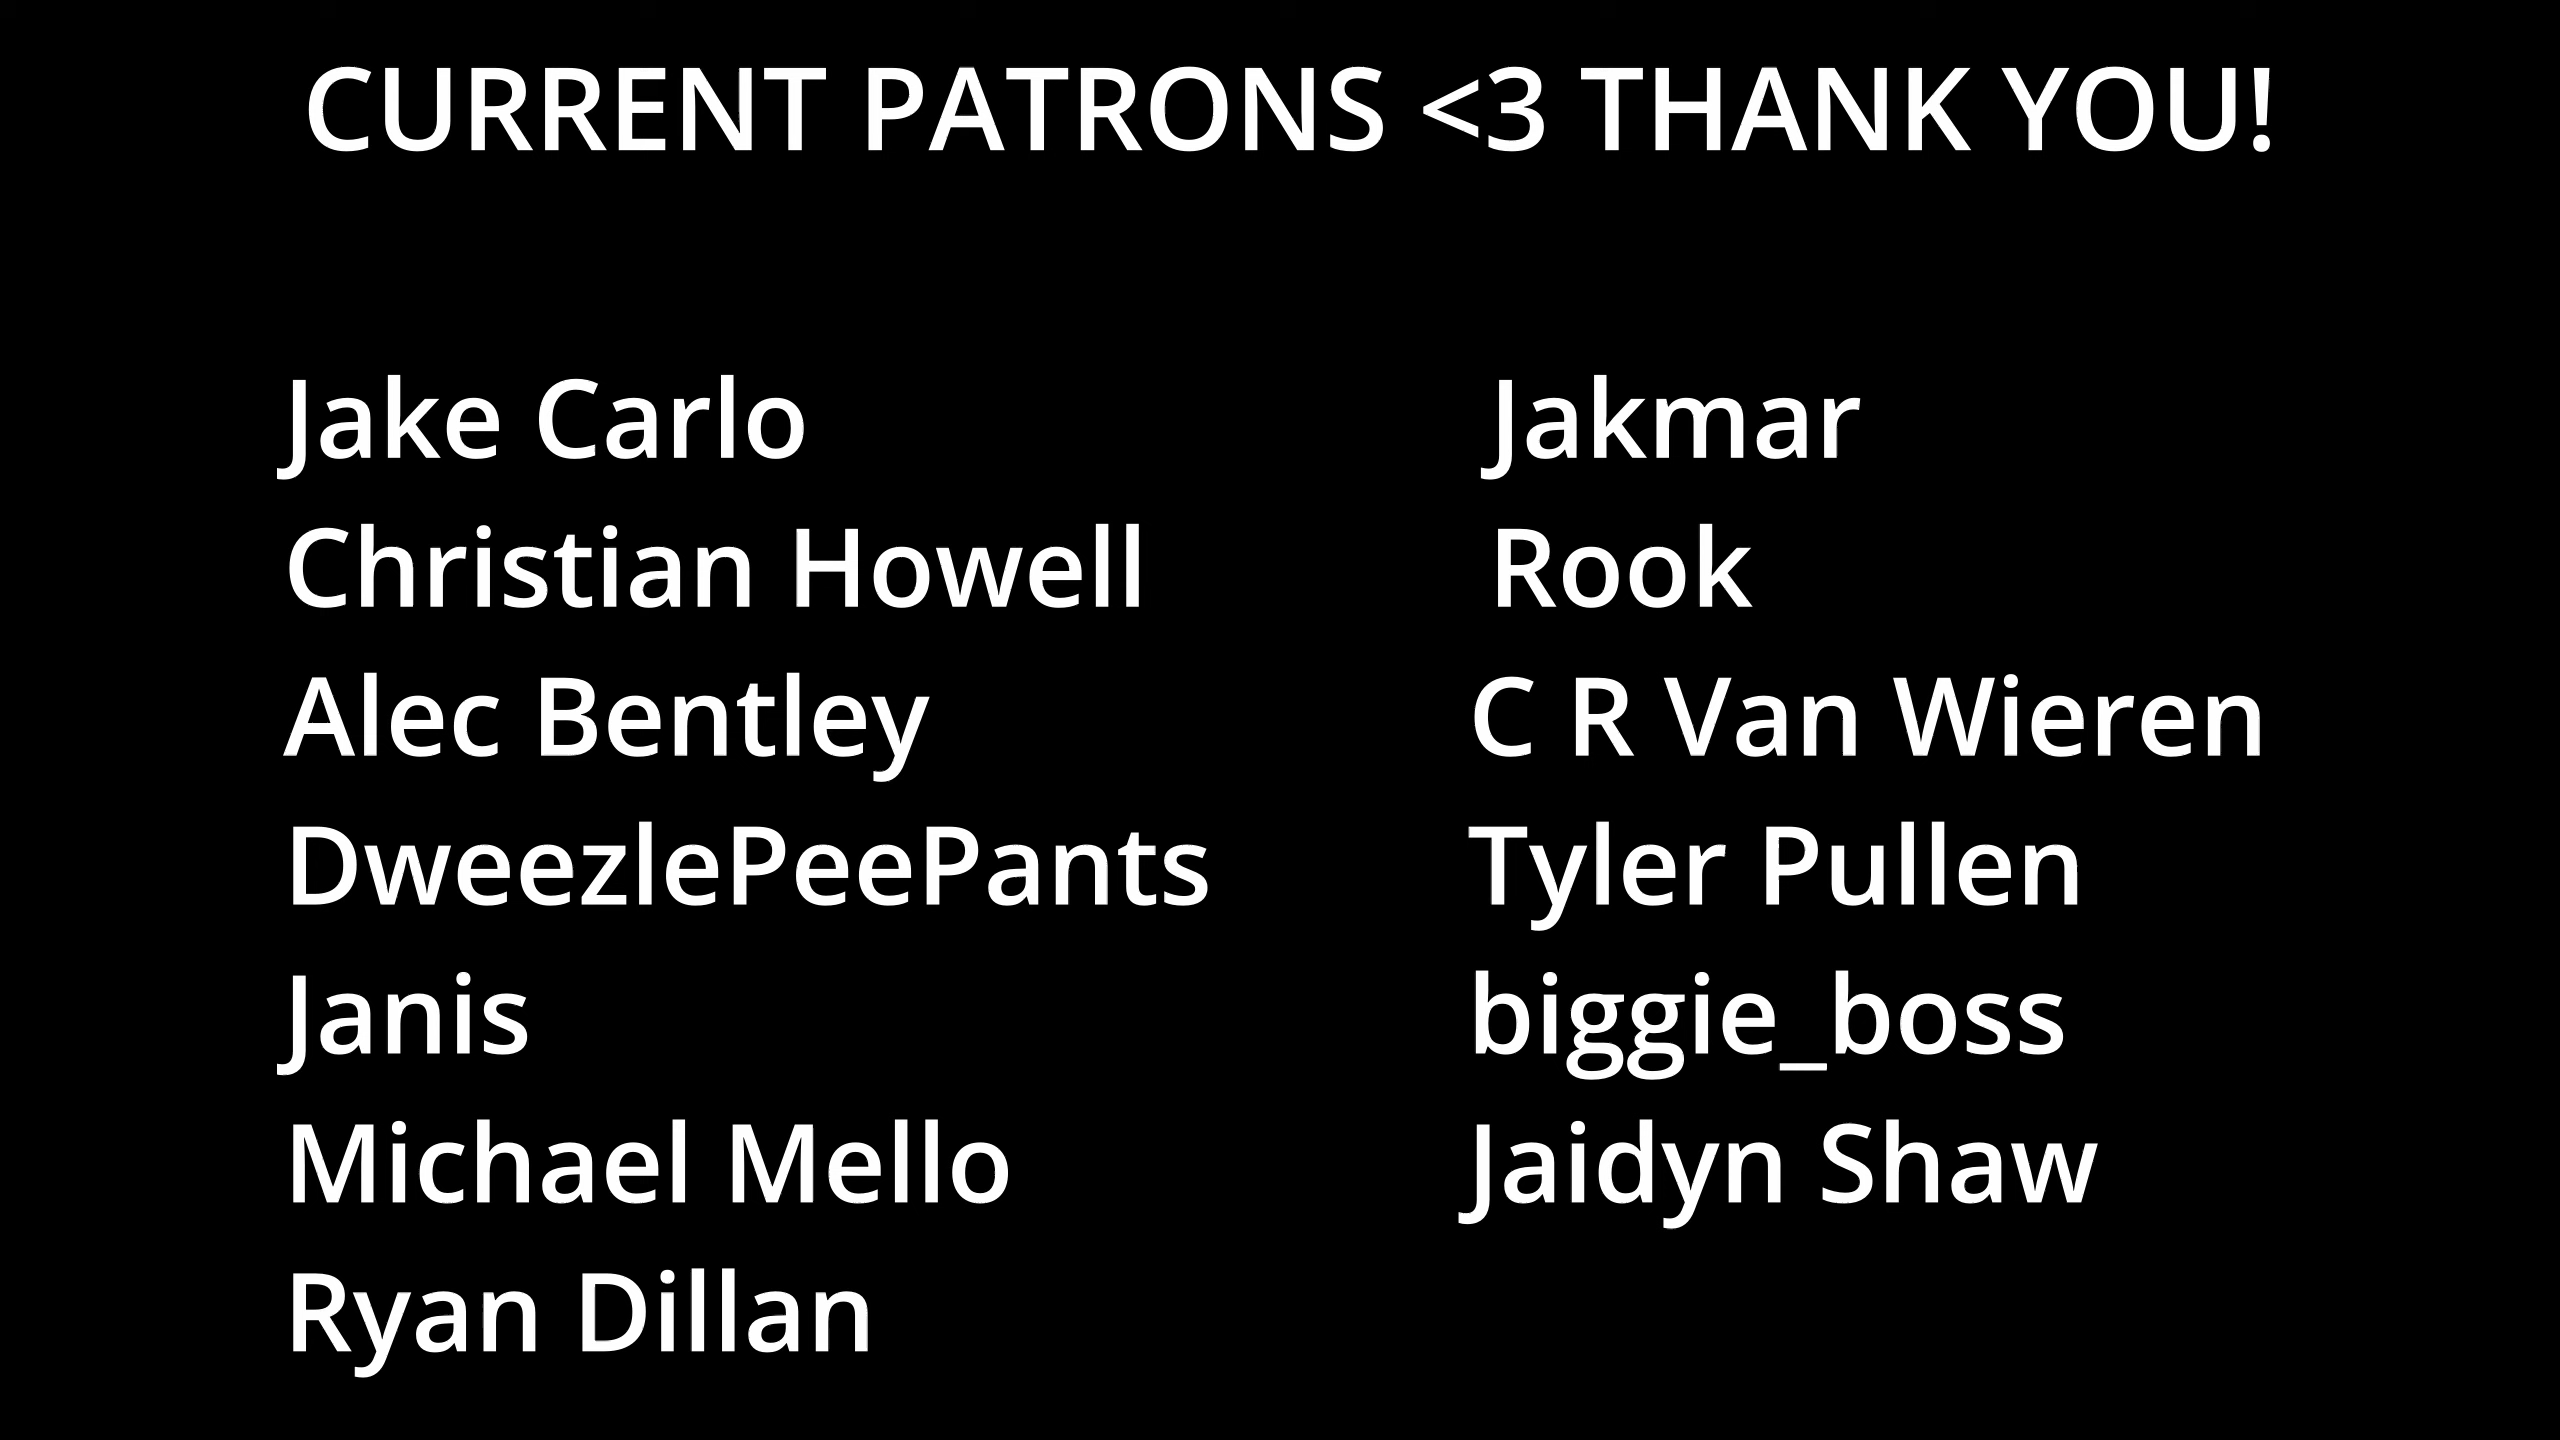 CURRENT PATRONS <3 THANK YOU!
Jake Carlo
Christian Howell
Alec Bentley
DweezlePeePants
Janis
Michael Mello
Ryan Dillan
Jakmar
Rook
C R Van Wieren
Tyler Pullen
biggie_boss
Jaidyn Shaw